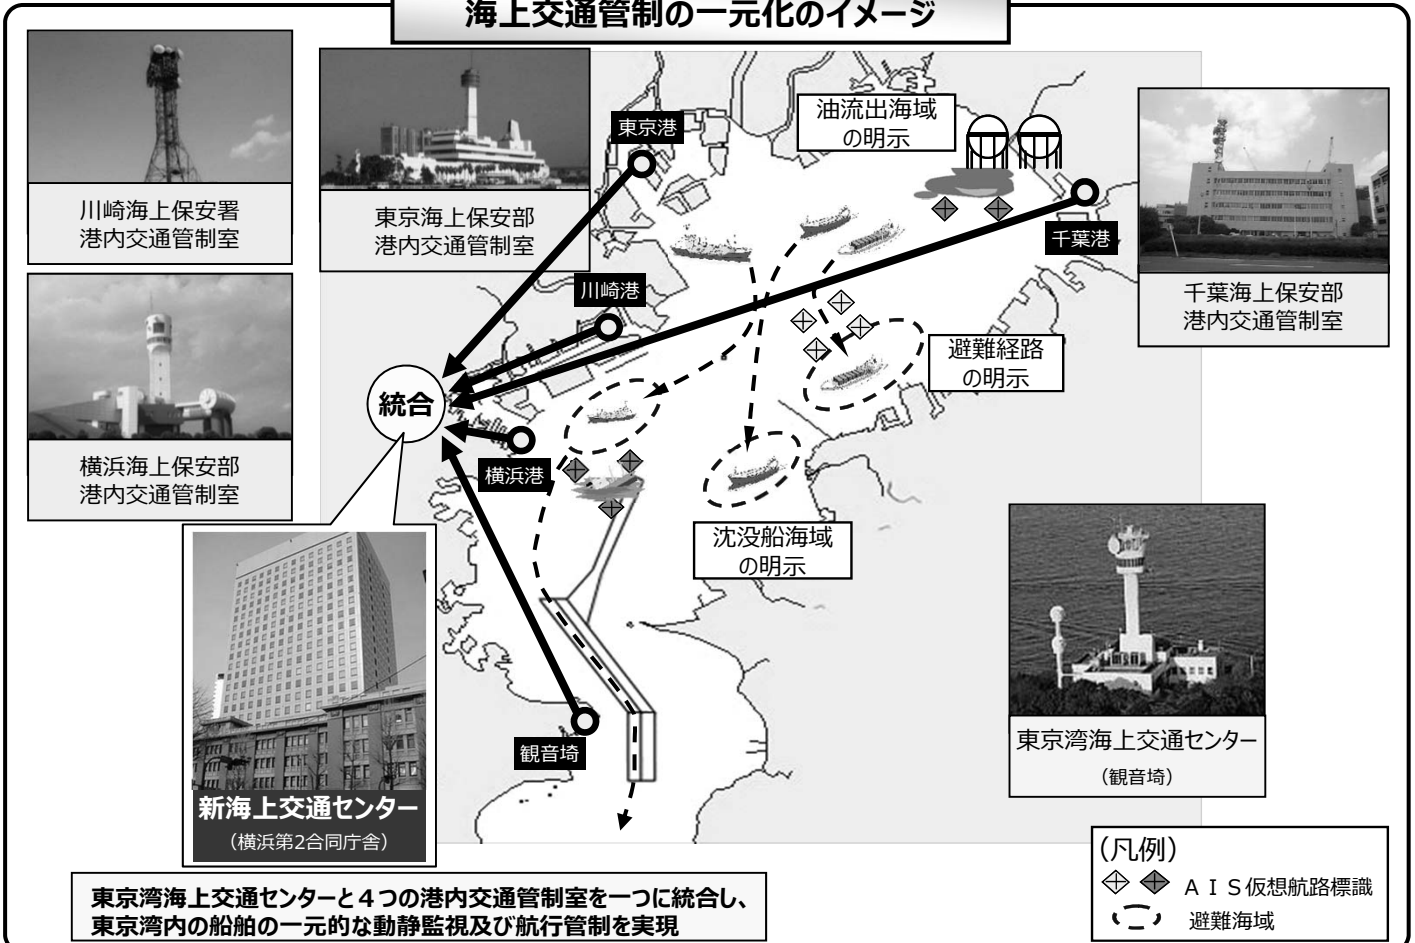 海上交通管制の一元化のイメージ
川崎海上保安署
港内交通管制室
東京海上保安部
港内交通管制室
東京港
油流出海域
の明示
千葉港
千葉海上保安部
港内交通管制室
川崎港
横浜海上保安部
港内交通管制室
統合
避難経路
の明示
横浜港
沈没船海域
の明示
観音埼
新海上交通センター
（横浜第2合同庁舎）
東京湾海上交通センター
（観音埼）
東京湾海上交通センターと４つの港内交通管制室を一つに統合し、
東京湾内の船舶の一元的な動静監視及び航行管制を実現
（凡例）
ＡＩＳ仮想航路標識
避難海域